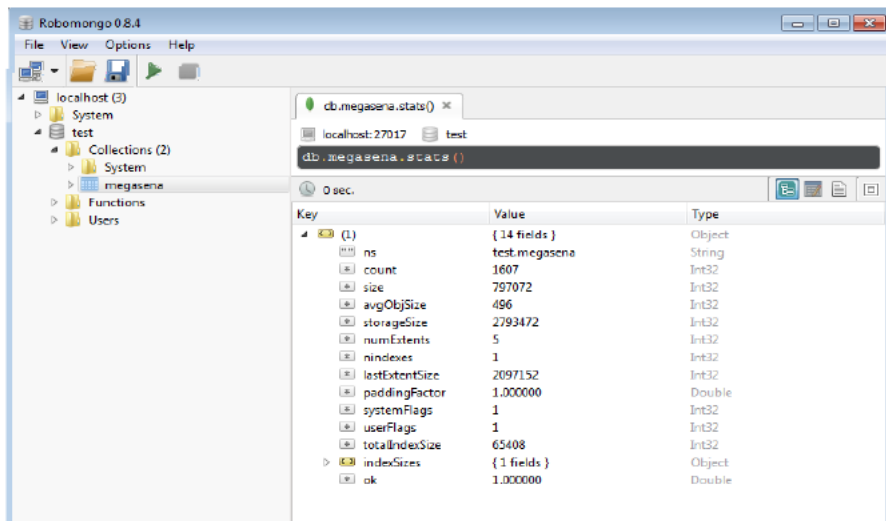 Robomongo 0.8.4
File View Options Help
localhost (3)
System
test
Collections (2)
System
megasena
Functions
Users
db.megasena.stats()
localhost:27017 test
db.megasena.stats()
0 sec.
Key Value Type
(1) { 14 fields } Object
ns test.megasena String
count 1607 Int32
size 797072 Int32
avgObjSize 496 Int32
storageSize 2793472 Int32
numExtents 5 Int32
nindexes 1 Int32
lastExtentSize 2097152 Int32
paddingFactor 1.000000 Double
systemFlags 1 Int32
userFlags 1 Int32
totalIndexSize 65408 Int32
indexSizes { 1 fields } Object
ok 1.000000 Double